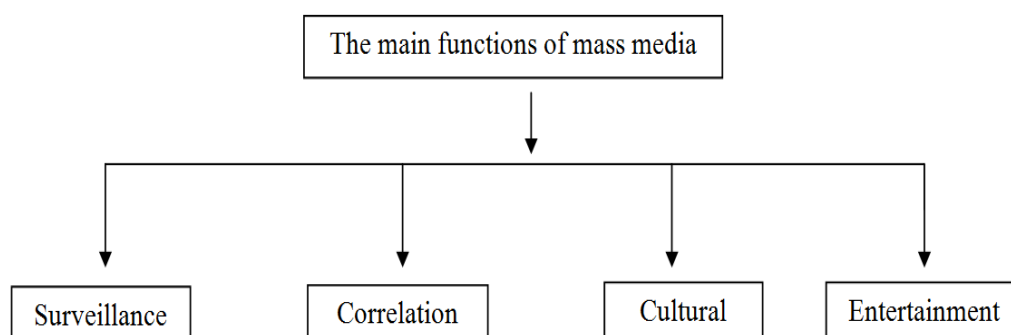 The main functions of mass media
Surveillance
Correlation
Cultural
Entertainment